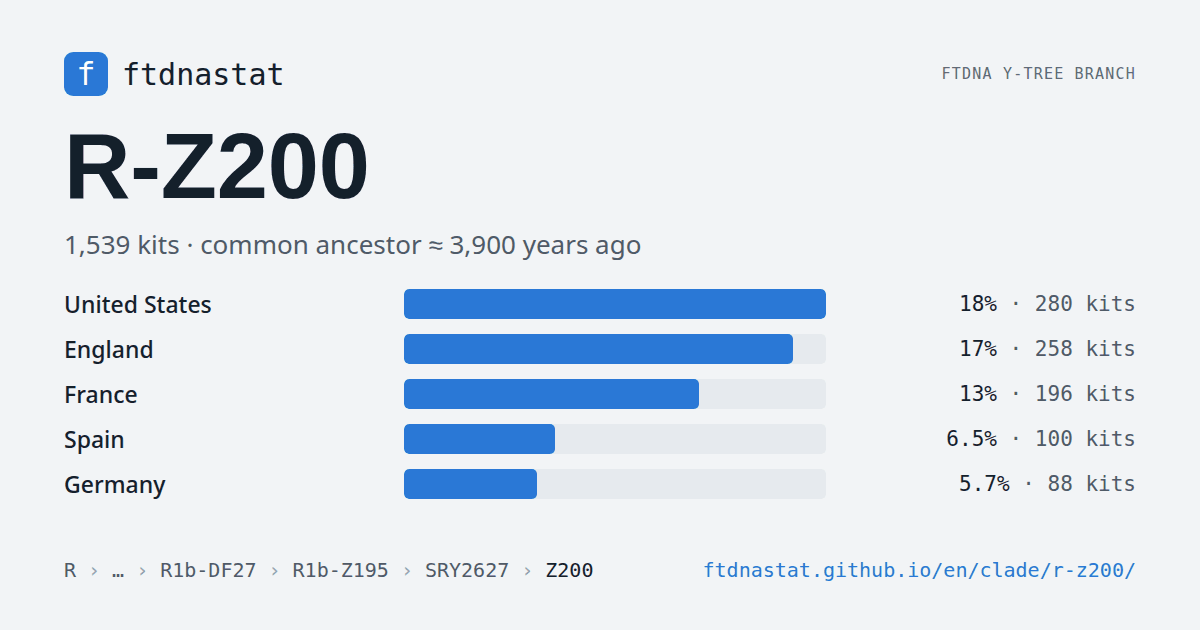 f ftdnastat
FTDNA Y-TREE BRANCH
R-Z200
1,539 kits · common ancestor ≈ 3,900 years ago
United States 18% · 280 kits
England 17% · 258 kits
France 13% · 196 kits
Spain 6.5% · 100 kits
Germany 5.7% · 88 kits
R › … › R1b-DF27 › R1b-Z195 › SRY2627 › Z200
ftdnastat.github.io/en/clade/r-z200/